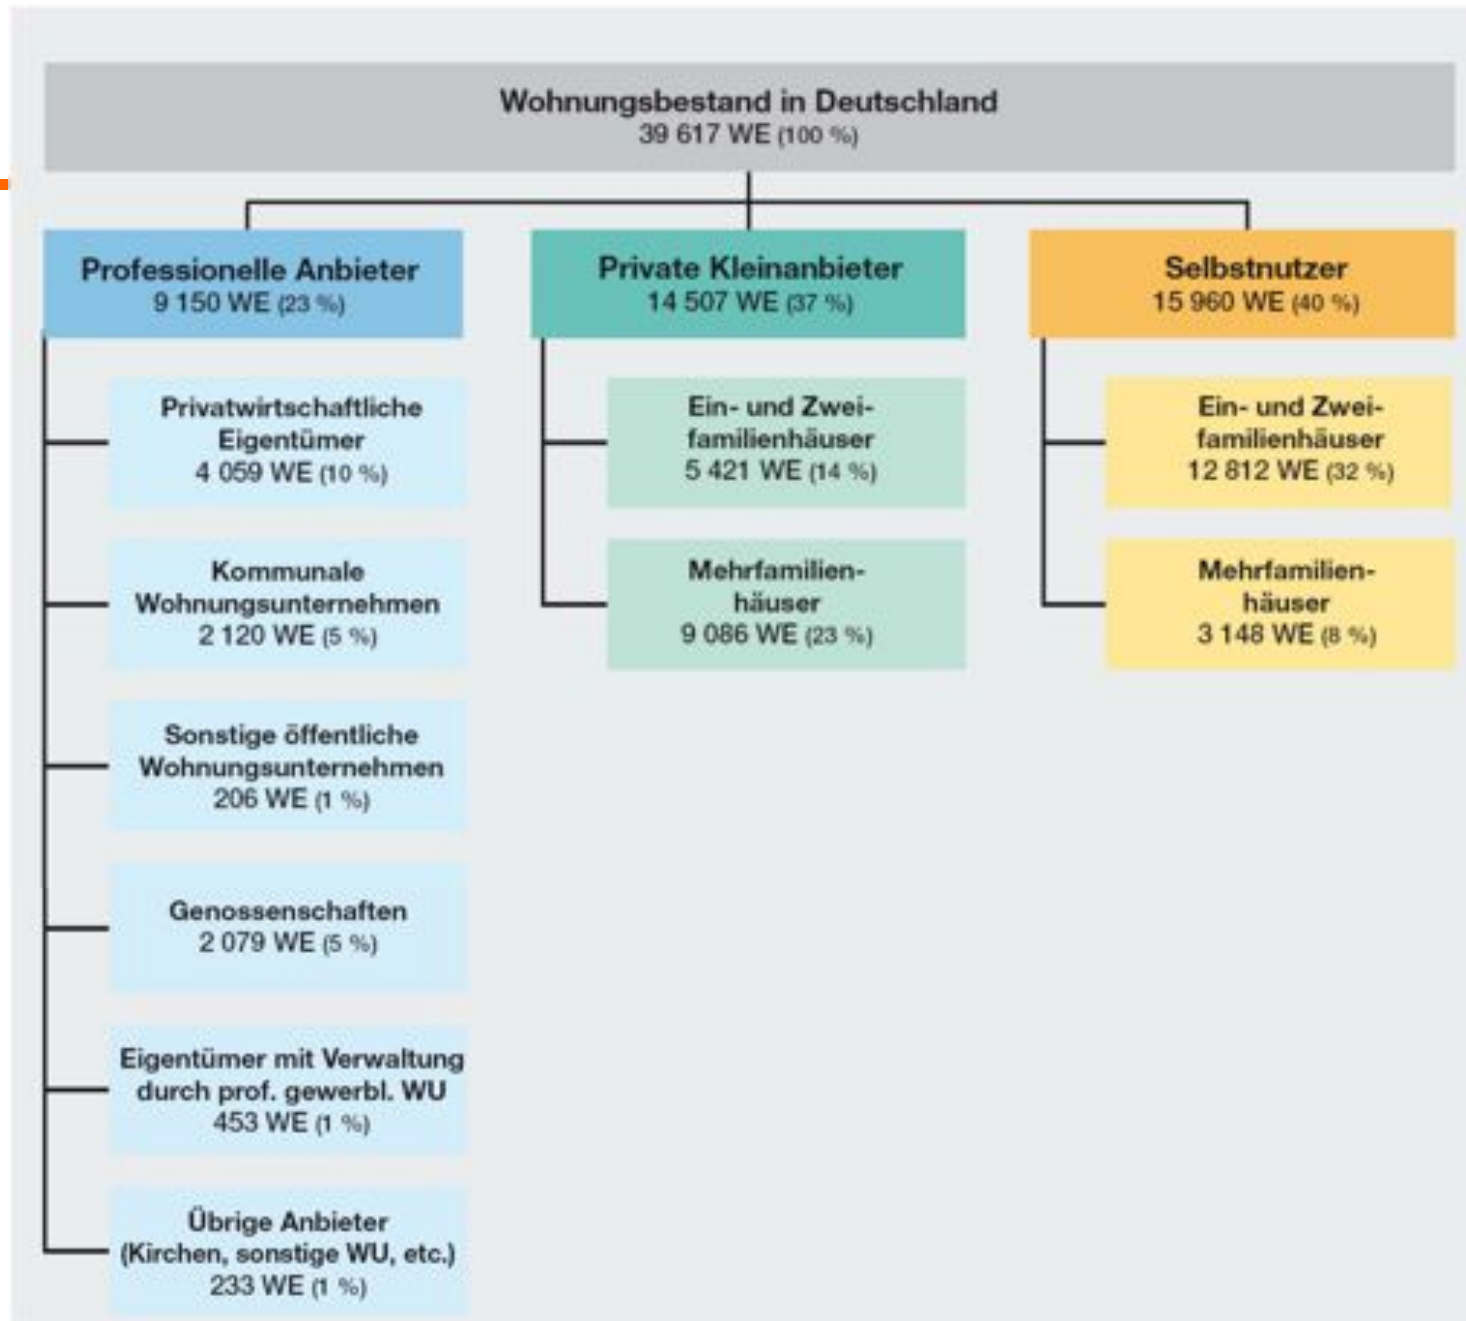 Wohnungsbestand in Deutschland
39 617 WE (100 %)
Professionelle Anbieter
9 150 WE (23 %)
Privatwirtschaftliche
Eigentümer
4 059 WE (10 %)
Kommunale
Wohnungsunternehmen
2 120 WE (5 %)
Sonstige öffentliche
Wohnungsunternehmen
206 WE (1 %)
Genossenschaften
2 079 WE (5 %)
Eigentümer mit Verwaltung
durch prof. gewerbl. WU
453 WE (1 %)
Übrige Anbieter
(Kirchen, sonstige WU, etc.)
233 WE (1 %)
Private Kleinanbieter
14 507 WE (37 %)
Ein- und Zwei-
familienhäuser
5 421 WE (14 %)
Mehrfamilien-
häuser
9 086 WE (23 %)
Selbstnutzer
15 960 WE (40 %)
Ein- und Zwei-
familienhäuser
12 812 WE (32 %)
Mehrfamilien-
häuser
3 148 WE (8 %)